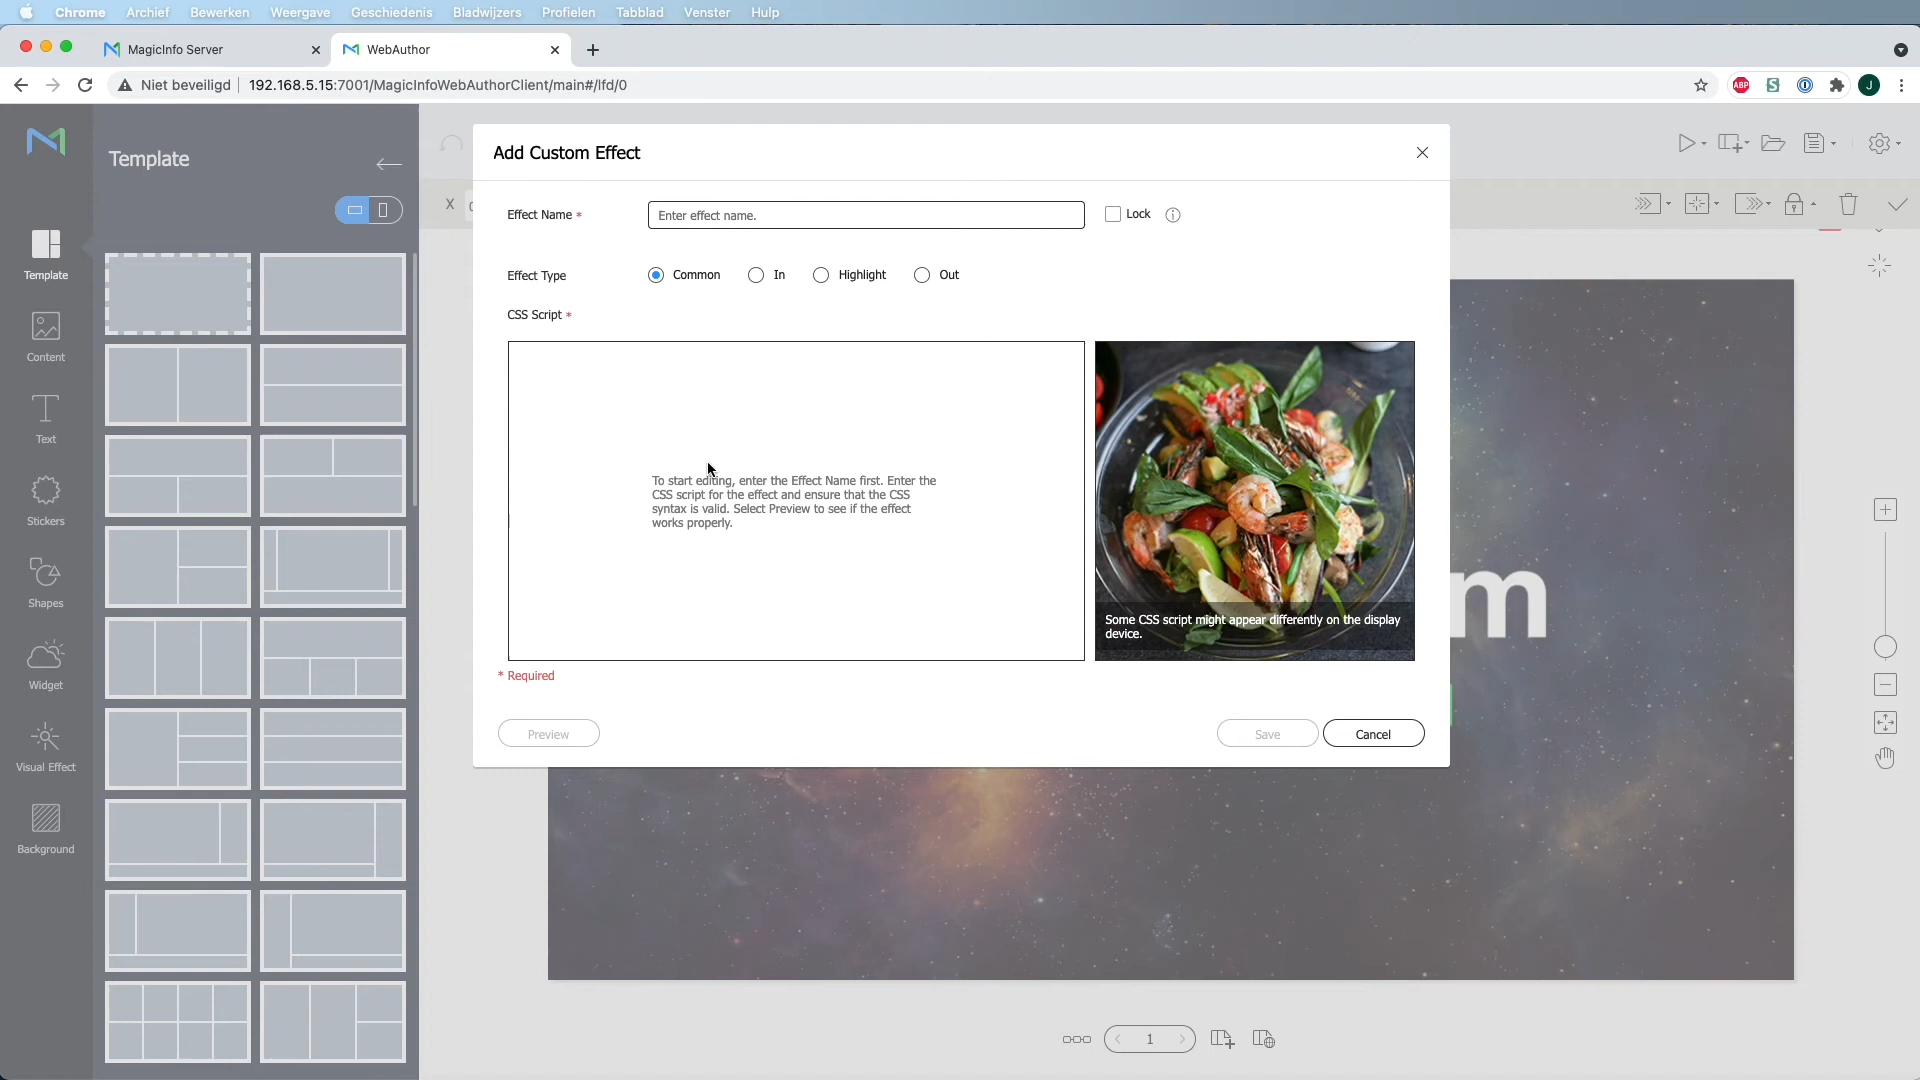 Chrome Archief Bewerken Weergave Geschiedenis Bladwijzers Profielen Tabblad Venster Hulp
MagicInfo Server
WebAuthor
Niet beveiligd
192.168.5.15:7001/MagicInfoWebAuthorClient/main#/lfd/0
ABP
S
J
Template
Template
Content
Text
Stickers
Shapes
Widget
Visual Effect
Background
X
Add Custom Effect
Effect Name *
Enter effect name.
Lock
Effect Type
Common
In
Highlight
Out
CSS Script *
To start editing, enter the Effect Name first. Enter the
CSS script for the effect and ensure that the CSS
syntax is valid. Select Preview to see if the effect
works properly.
Some CSS script might appear differently on the display
device.
* Required
Preview
Save
Cancel
m
1